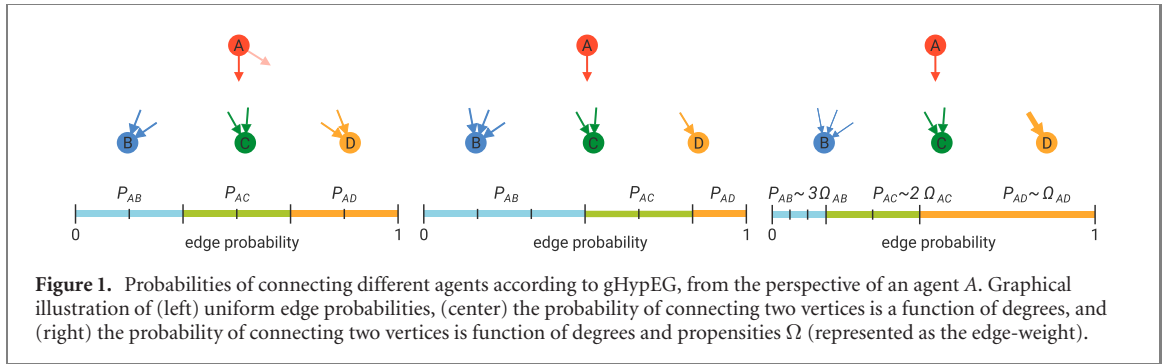 A A A
B C D B C D B C D
P_AB P_AC P_AD P_AB P_AC P_AD P_AB~ 3Ω_AB P_AC~2 Ω_AC P_AD~ Ω_AD
0 1 0 1 0 1
edge probability edge probability edge probability
Figure 1. Probabilities of connecting different agents according to gHypEG, from the perspective of an agent A. Graphical
illustration of (left) uniform edge probabilities, (center) the probability of connecting two vertices is a function of degrees, and
(right) the probability of connecting two vertices is function of degrees and propensities Ω (represented as the edge-weight).